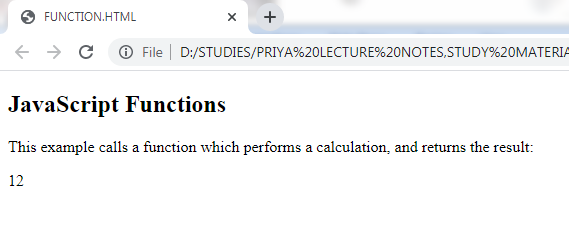 FUNCTION.HTML
File
D:/STUDIES/PRIYA%20LECTURE%20NOTES,STUDY%20MATERIA
JavaScript Functions
This example calls a function which performs a calculation, and returns the result:
12